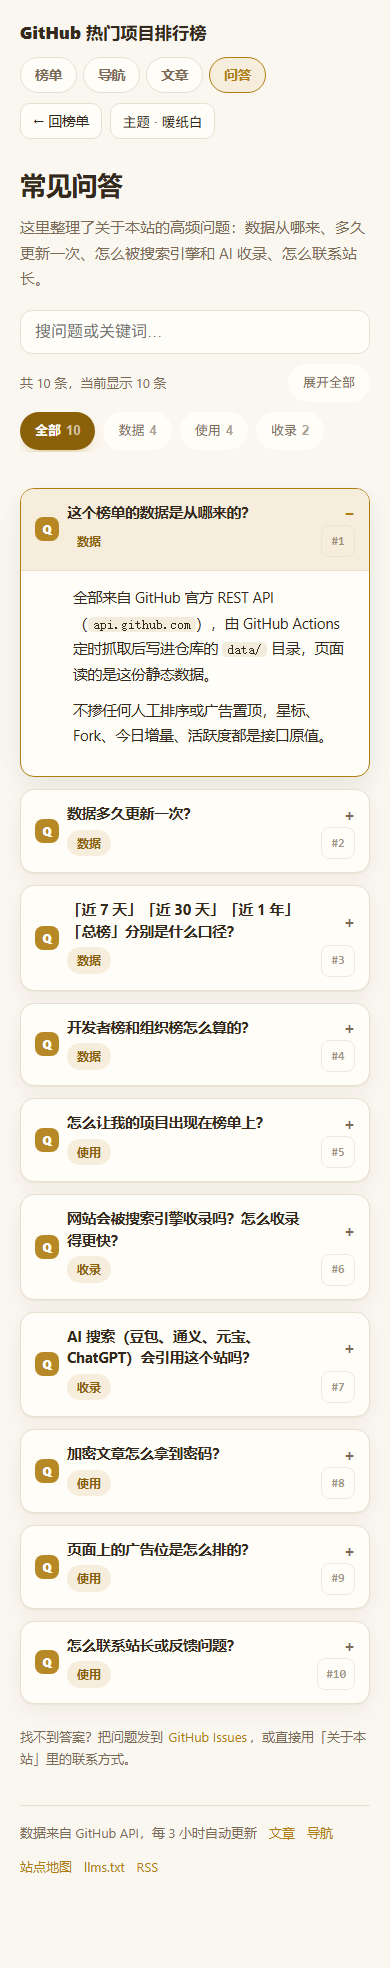 GitHub 热门项目排行榜
榜单 导航 文章 问答
← 回榜单 主题 · 暖纸白
常见问答
这里整理了关于本站的高频问题：数据从哪来、多久
更新一次、怎么被搜索引擎和 AI 收录、怎么联系站
长。
搜问题或关键词…
共 10 条，当前显示 10 条 展开全部
全部 10 数据 4 使用 4 收录 2
Q 这个榜单的数据是从哪来的？ −
数据 #1
全部来自 GitHub 官方 REST API
（api.github.com），由 GitHub Actions
定时抓取后写进仓库的 data/ 目录，页面
读的是这份静态数据。
不掺任何人工排序或广告置顶，星标、
Fork、今日增量、活跃度都是接口原值。
Q 数据多久更新一次？ +
数据 #2
Q 「近 7 天」「近 30 天」「近 1 年」
「总榜」分别是什么口径？ +
数据 #3
Q 开发者榜和组织榜怎么算的？ +
数据 #4
Q 怎么让我的项目出现在榜单上？ +
使用 #5
Q 网站会被搜索引擎收录吗？怎么收录
得更快？ +
收录 #6
Q AI 搜索（豆包、通义、元宝、
ChatGPT）会引用这个站吗？ +
收录 #7
Q 加密文章怎么拿到密码？ +
使用 #8
Q 页面上的广告位是怎么排的？ +
使用 #9
Q 怎么联系站长或反馈问题？ +
使用 #10
找不到答案？把问题发到 GitHub Issues，或直接用「关于本
站」里的联系方式。
数据来自 GitHub API，每 3 小时自动更新 文章 导航
站点地图 llms.txt RSS